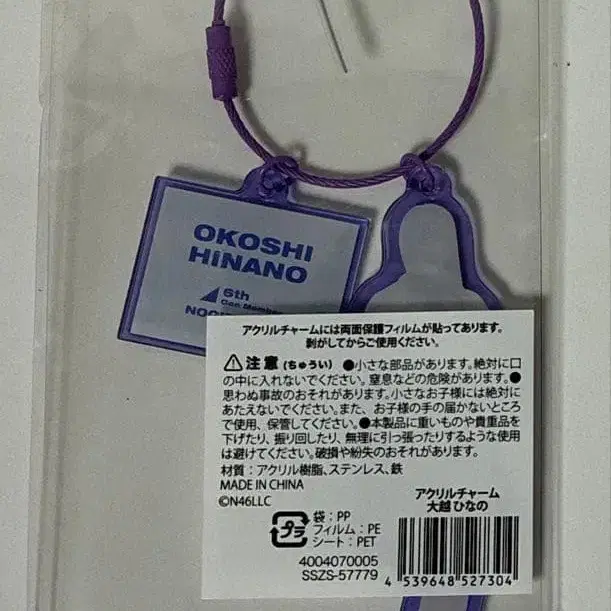 OKOSHI
HINANO
6th
Gen
アクリルチャームには両面保護フィルムが貼ってあります。
剥がしてからご使用ください。
⚠注意(ちゅうい) ●小さな部品があります。絶対に口
の中に入れないでください。窒息などの危険があります。●
思わぬ事故のおそれがあります。小さなお子様には絶対に
あたえないでください。また、お子様の手の届かないところ
で使用、保管してください。●本製品に重いものや貴重品を
下げたり、振り回したり、無理に引っ張ったりするような使用
は避けてください。破損や紛失のおそれがあります。
材質:アクリル樹脂、ステンレス、鉄
MADE IN CHINA
©N46LLC
プラ
袋:PP
フィルム:PE
シート:PET
4004070005
SSZS-57779
アクリルチャーム
大越 ひなの
4 539648 527304